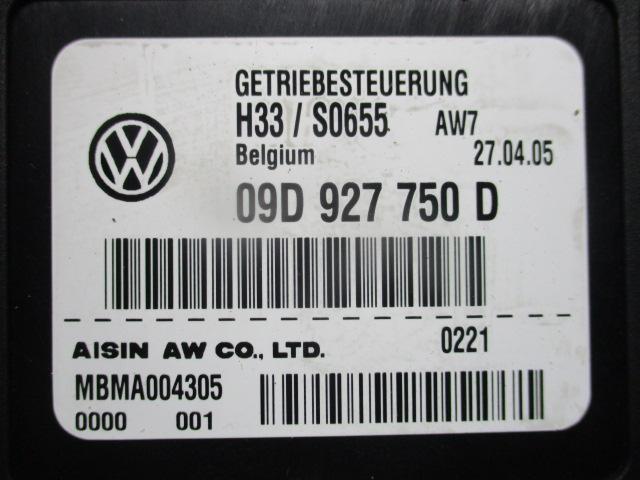 GETRIEBESTEUERUNG
H33 / S0655 AW7
Belgium 27.04.05
09D 927 750 D
AISIN AW CO., LTD. 0221
MBMA004305
0000 001